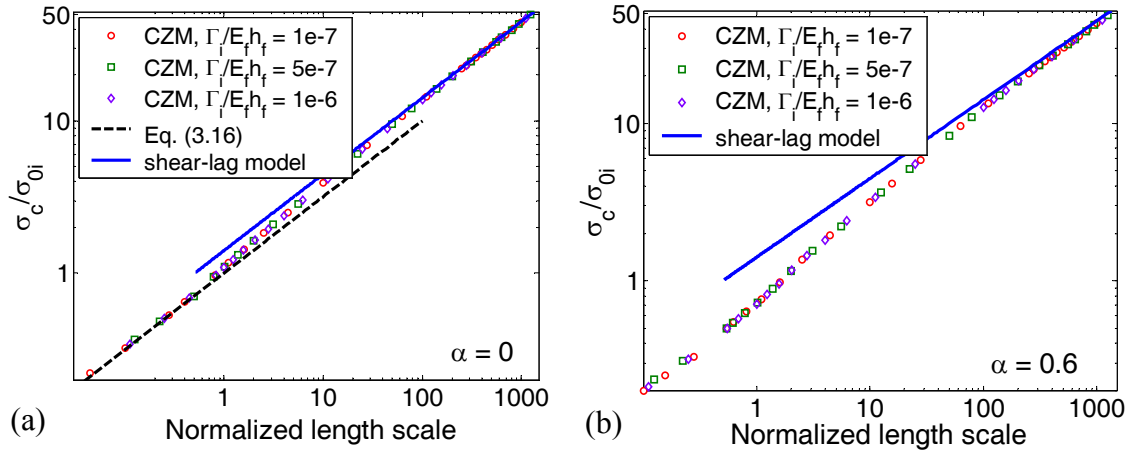 50
10
1
σc/σ0i
CZM, Γi/Efhf = 1e-7
CZM, Γi/Efhf = 5e-7
CZM, Γi/Efhf = 1e-6
Eq. (3.16)
shear-lag model
α = 0
1 10 100 1000
(a) Normalized length scale
50
10
1
σc/σ0i
CZM, Γi/Efhf = 1e-7
CZM, Γi/Efhf = 5e-7
CZM, Γi/Efhf = 1e-6
shear-lag model
α = 0.6
1 10 100 1000
(b) Normalized length scale